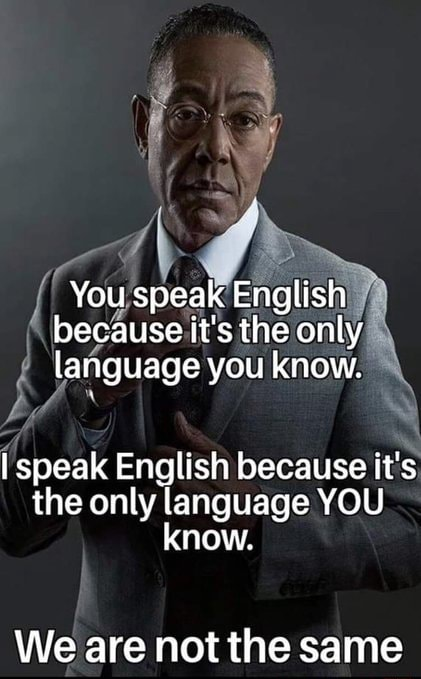 You speak English
because it's the only
language you know.
I speak English because it's
the only language YOU
know.
We are not the same